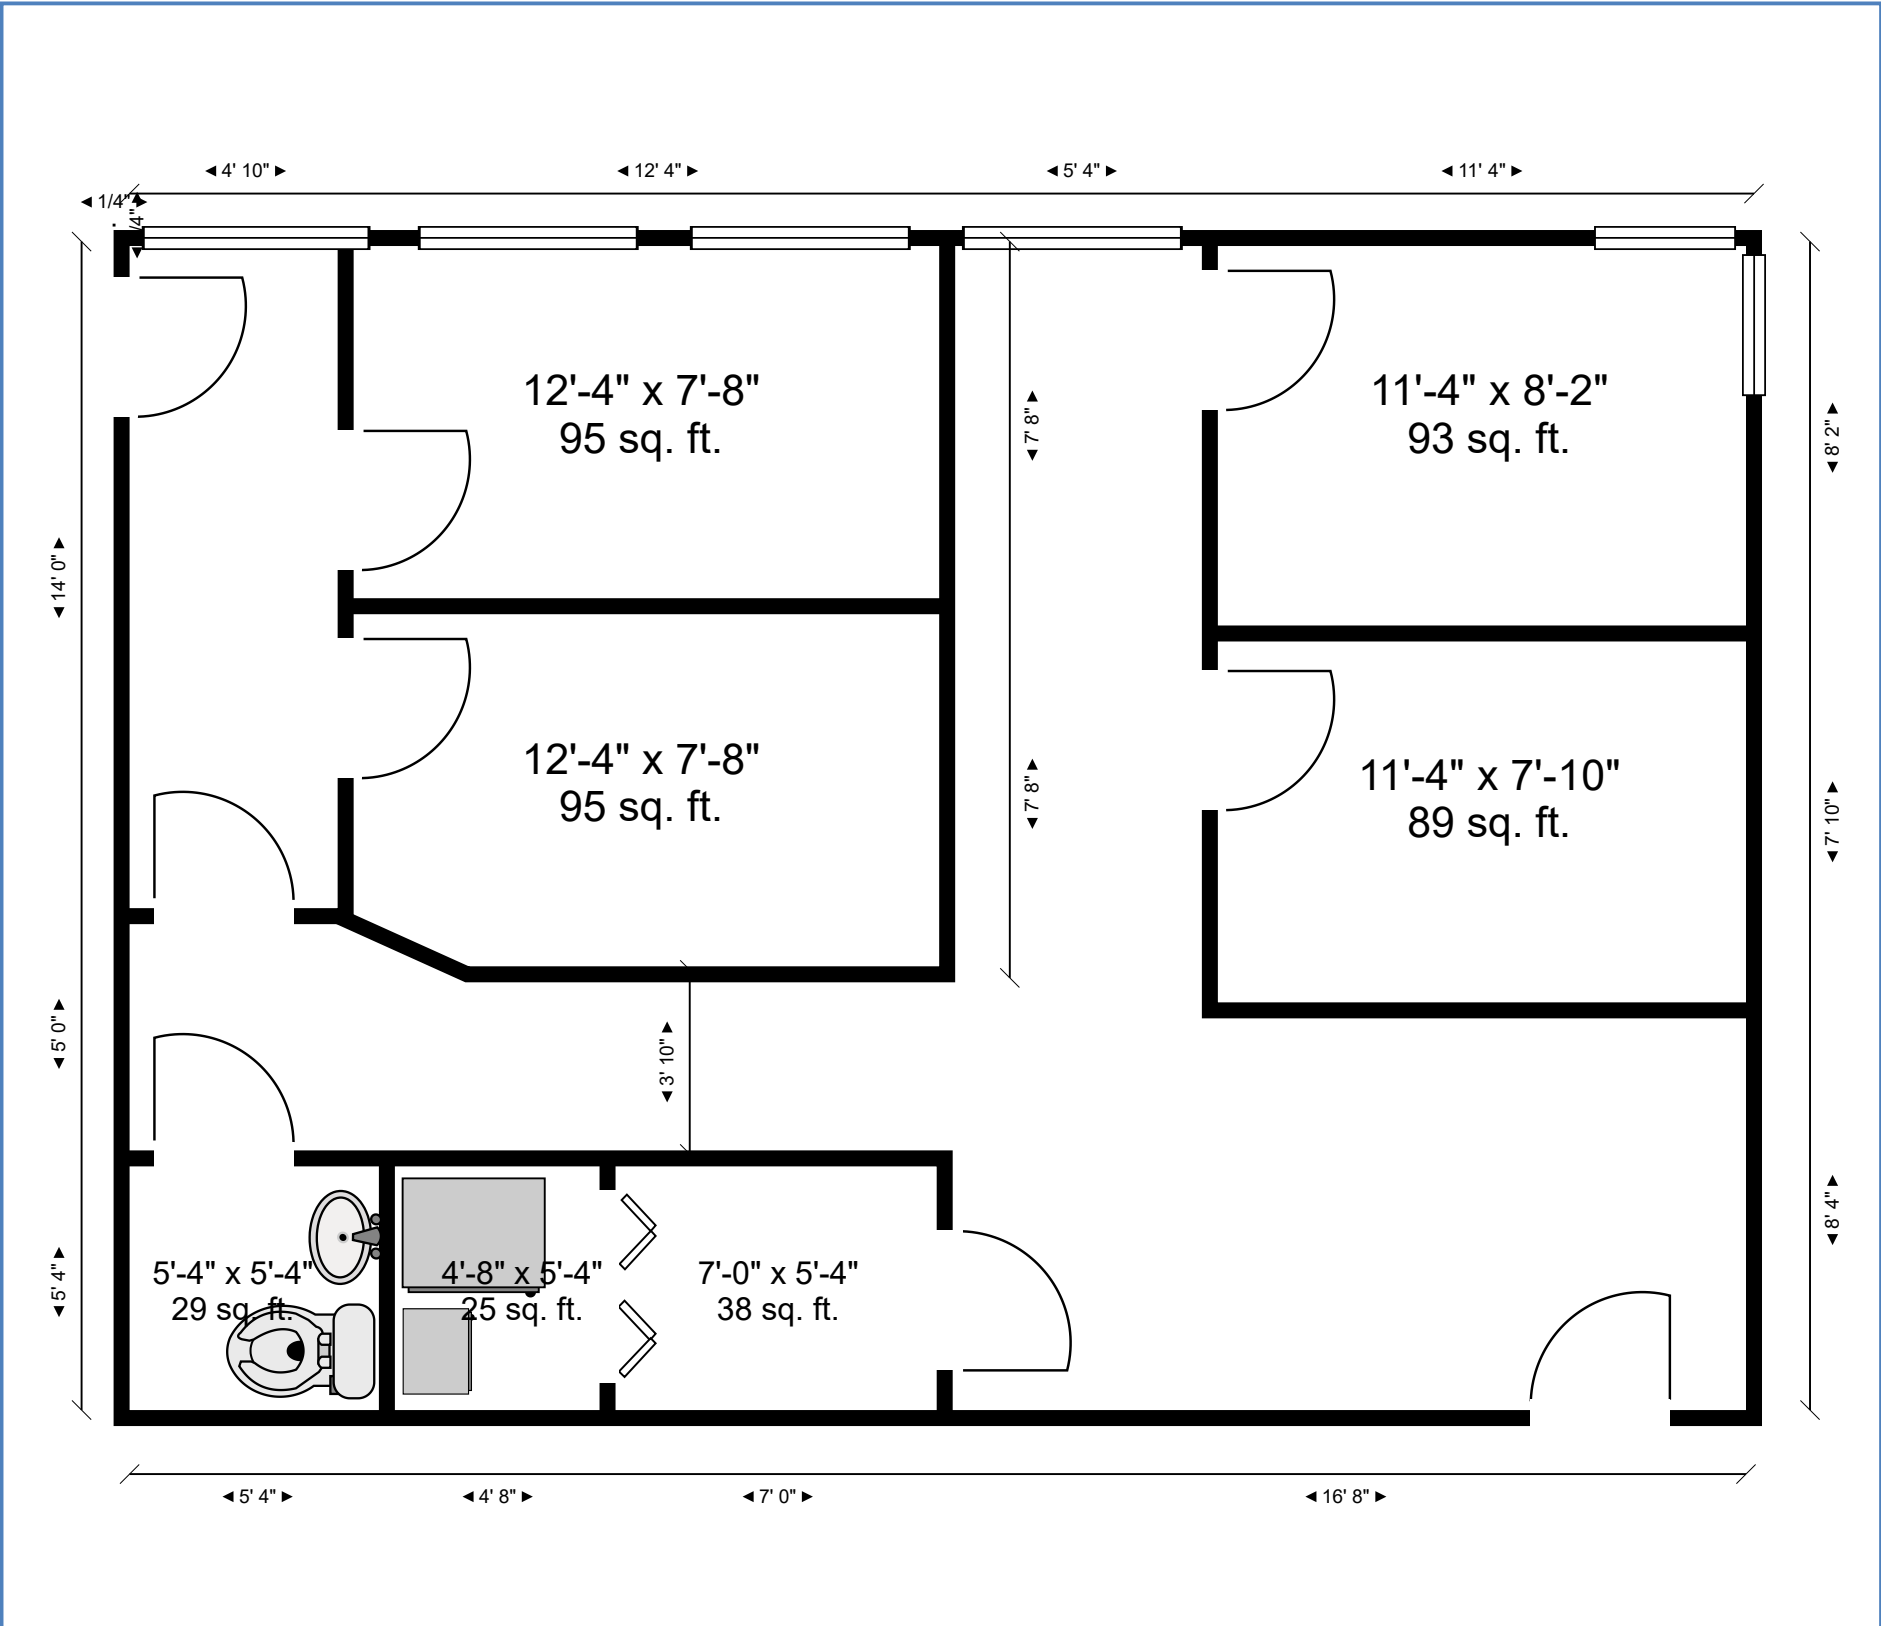 4' 10" 12' 4" 5' 4" 11' 4"
1/4"
/4"
12'-4" x 7'-8"
95 sq. ft.
11'-4" x 8'-2"
93 sq. ft.
7' 8"
8' 2"
14' 0"
12'-4" x 7'-8"
95 sq. ft.
11'-4" x 7'-10"
89 sq. ft.
7' 8"
7' 10"
5' 0"
3' 10"
8' 4"
5'-4" x 5'-4"
29 sq. ft.
4'-8" x 5'-4"
25 sq. ft.
7'-0" x 5'-4"
38 sq. ft.
5' 4"
5' 4" 4' 8" 7' 0" 16' 8"